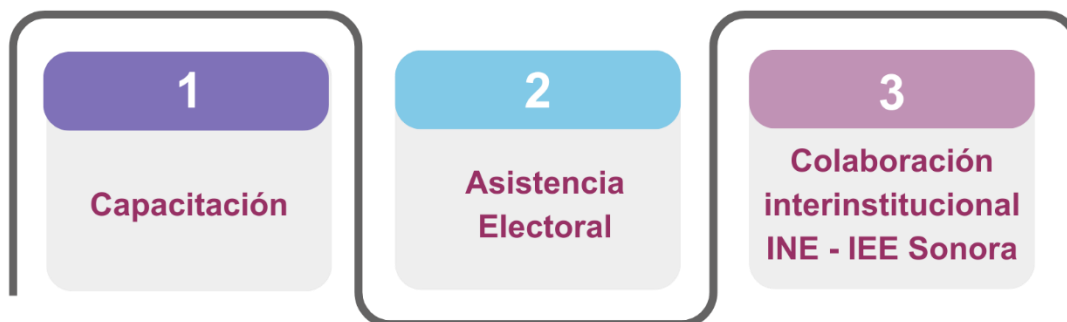 1
Capacitación
2
Asistencia
Electoral
3
Colaboración
interinstitucional
INE - IEE Sonora